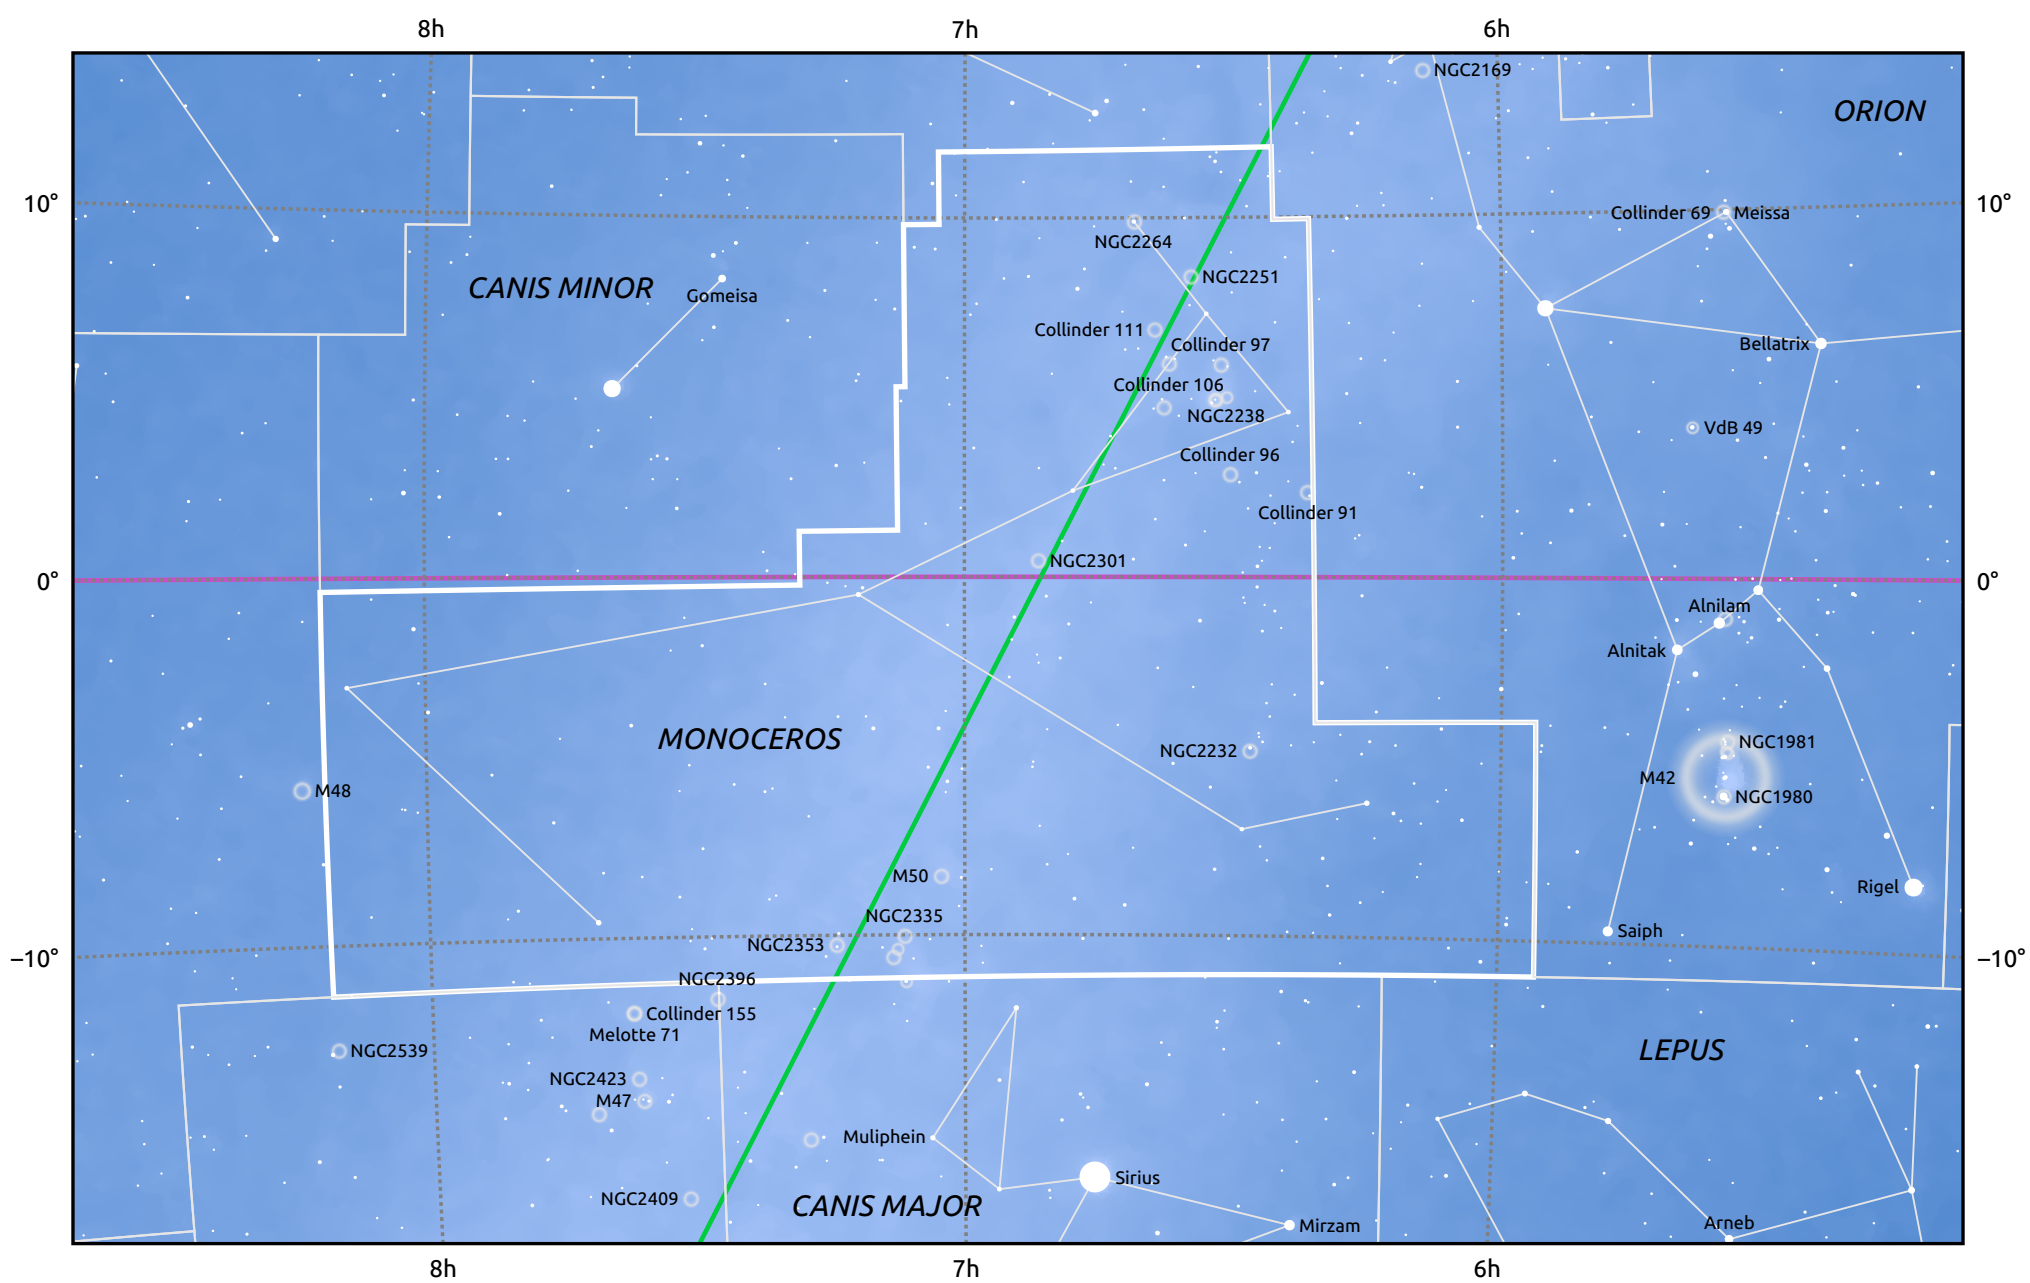 8h
7h
6h
NGC2169
ORION
10°
10°
Collinder 69
Meissa
NGC2264
NGC2251
CANIS MINOR
Gomeisa
Collinder 111
Collinder 97
Bellatrix
Collinder 106
NGC2238
VdB 49
Collinder 96
Collinder 91
NGC2301
0°
0°
Alnilam
Alnitak
MONOCEROS
NGC2232
NGC1981
M42
M48
NGC1980
M50
Rigel
NGC2335
Saiph
NGC2353
−10°
−10°
NGC2396
Collinder 155
Melotte 71
NGC2539
LEPUS
NGC2423
M47
Muliphein
Sirius
NGC2409
CANIS MAJOR
Mirzam
Arneb
8h
7h
6h